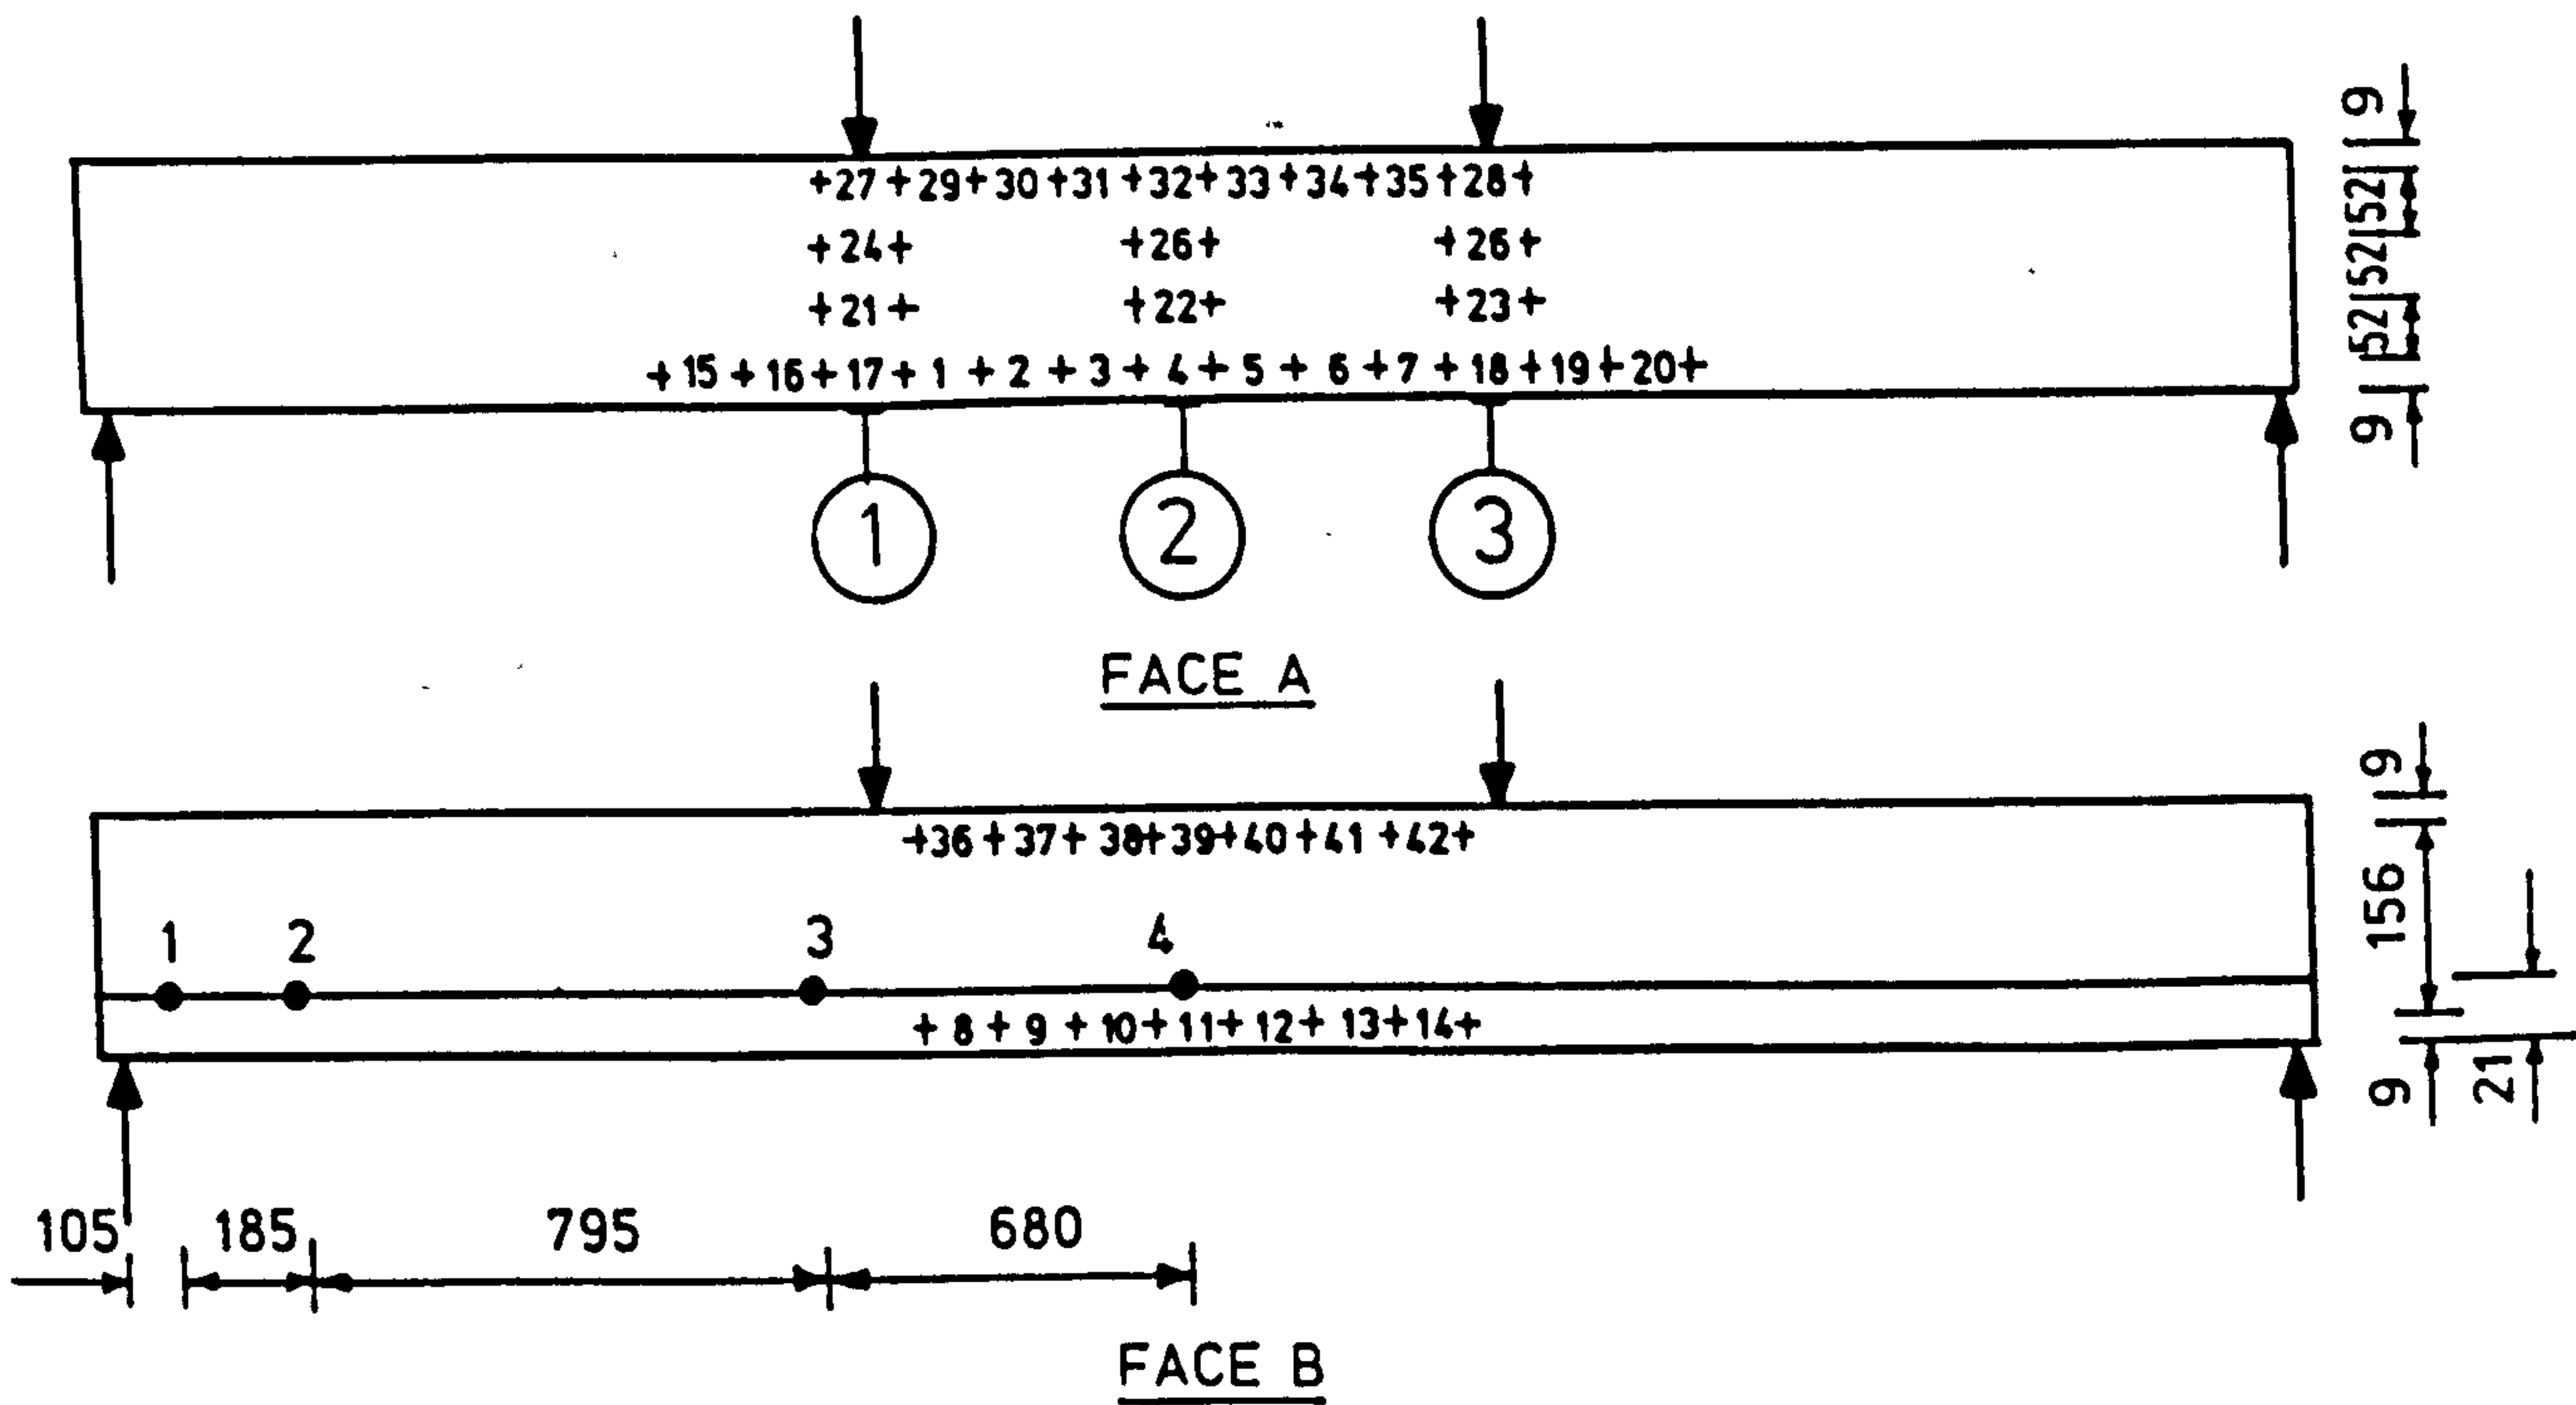 +27+29+30+31+32+33+34+35+28+
+24+ +26+ +26+
+21+ +22+ +23+
+15+16+17+1+2+3+4+5+6+7+18+19+20+
9
52
52
52
9
1 2 3
FACE A
+36+37+38+39+40+41+42+
1 2 3 4
+8+9+10+11+12+13+14+
9
156
9
21
105 185 795 680
FACE B